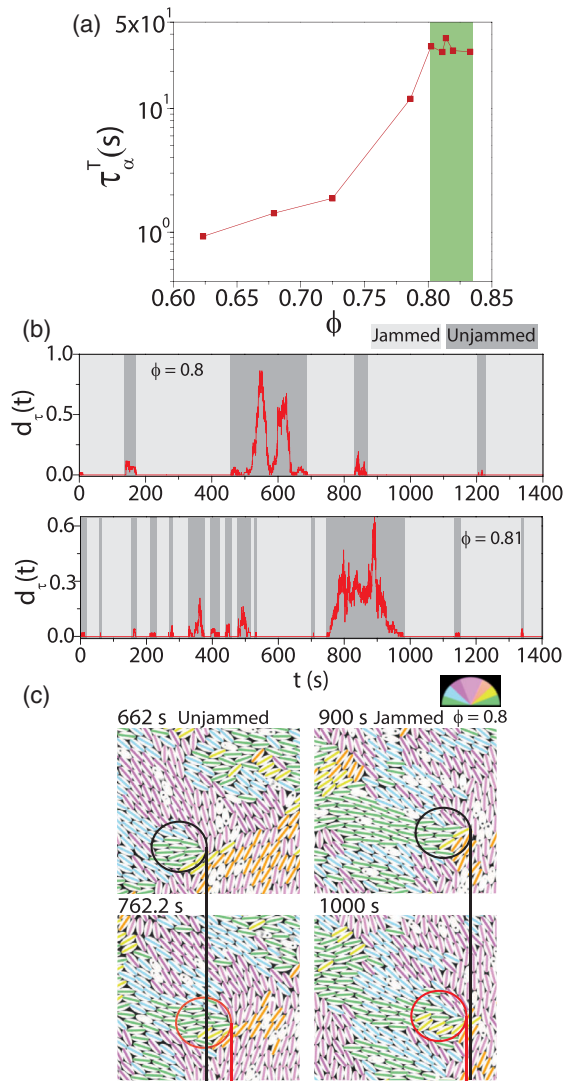 (a)
5x10¹
10¹
10⁰
τ_α^T(s)
0.60 0.65 0.70 0.75 0.80 0.85
ϕ
(b)
Jammed Unjammed
1.0
0.5
0.0
d_τ(t)
ϕ = 0.8
0 200 400 600 800 1000 1200 1400
0.6
0.3
0.0
d_τ(t)
ϕ = 0.81
0 200 400 600 800 1000 1200 1400
t (s)
(c)
662 s Unjammed
900 s Jammed ϕ = 0.8
762.2 s
1000 s